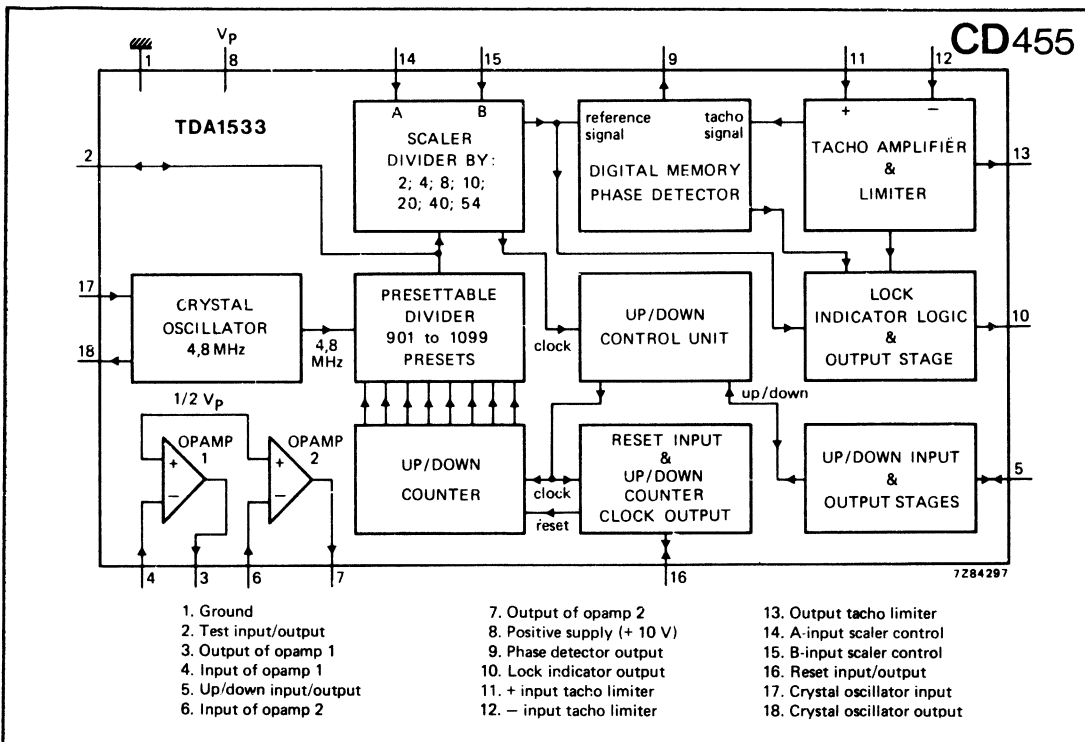 CD455
V_P
1
8
14
15
9
11
12
TDA1533
A
B
SCALER
DIVIDER BY:
2; 4; 8; 10;
20; 40; 54
reference
signal
tacho
signal
DIGITAL MEMORY
PHASE DETECTOR
+
−
TACHO AMPLIFIER
&
LIMITER
13
2
17
18
CRYSTAL
OSCILLATOR
4,8 MHz
4,8
MHz
PRESETTABLE
DIVIDER
901 to 1099
PRESETS
clock
UP/DOWN
CONTROL UNIT
LOCK
INDICATOR LOGIC
&
OUTPUT STAGE
10
up/down
1/2 V_P
OPAMP
1
+
−
OPAMP
2
+
−
UP/DOWN
COUNTER
clock
reset
RESET INPUT
&
UP/DOWN
COUNTER
CLOCK OUTPUT
UP/DOWN INPUT
&
OUTPUT STAGES
5
4
3
6
7
16
7Z84297
1. Ground
2. Test input/output
3. Output of opamp 1
4. Input of opamp 1
5. Up/down input/output
6. Input of opamp 2
7. Output of opamp 2
8. Positive supply (+ 10 V)
9. Phase detector output
10. Lock indicator output
11. + input tacho limiter
12. − input tacho limiter
13. Output tacho limiter
14. A-input scaler control
15. B-input scaler control
16. Reset input/output
17. Crystal oscillator input
18. Crystal oscillator output